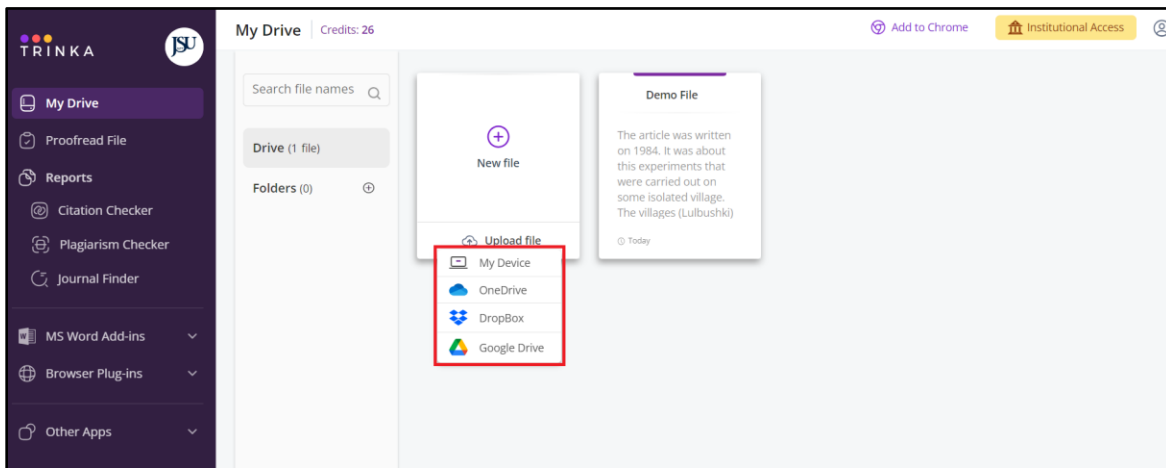 TRINKA
JSU
My Drive
Proofread File
Reports
Citation Checker
Plagiarism Checker
Journal Finder
MS Word Add-ins
Browser Plug-ins
Other Apps
My Drive Credits: 26
Add to Chrome
Institutional Access
Search file names
Drive (1 file)
Folders (0)
New file
Upload file
My Device
OneDrive
DropBox
Google Drive
Demo File
The article was written
on 1984. It was about
this experiments that
were carried out on
some isolated village.
The villages (Lulbushki)
Today